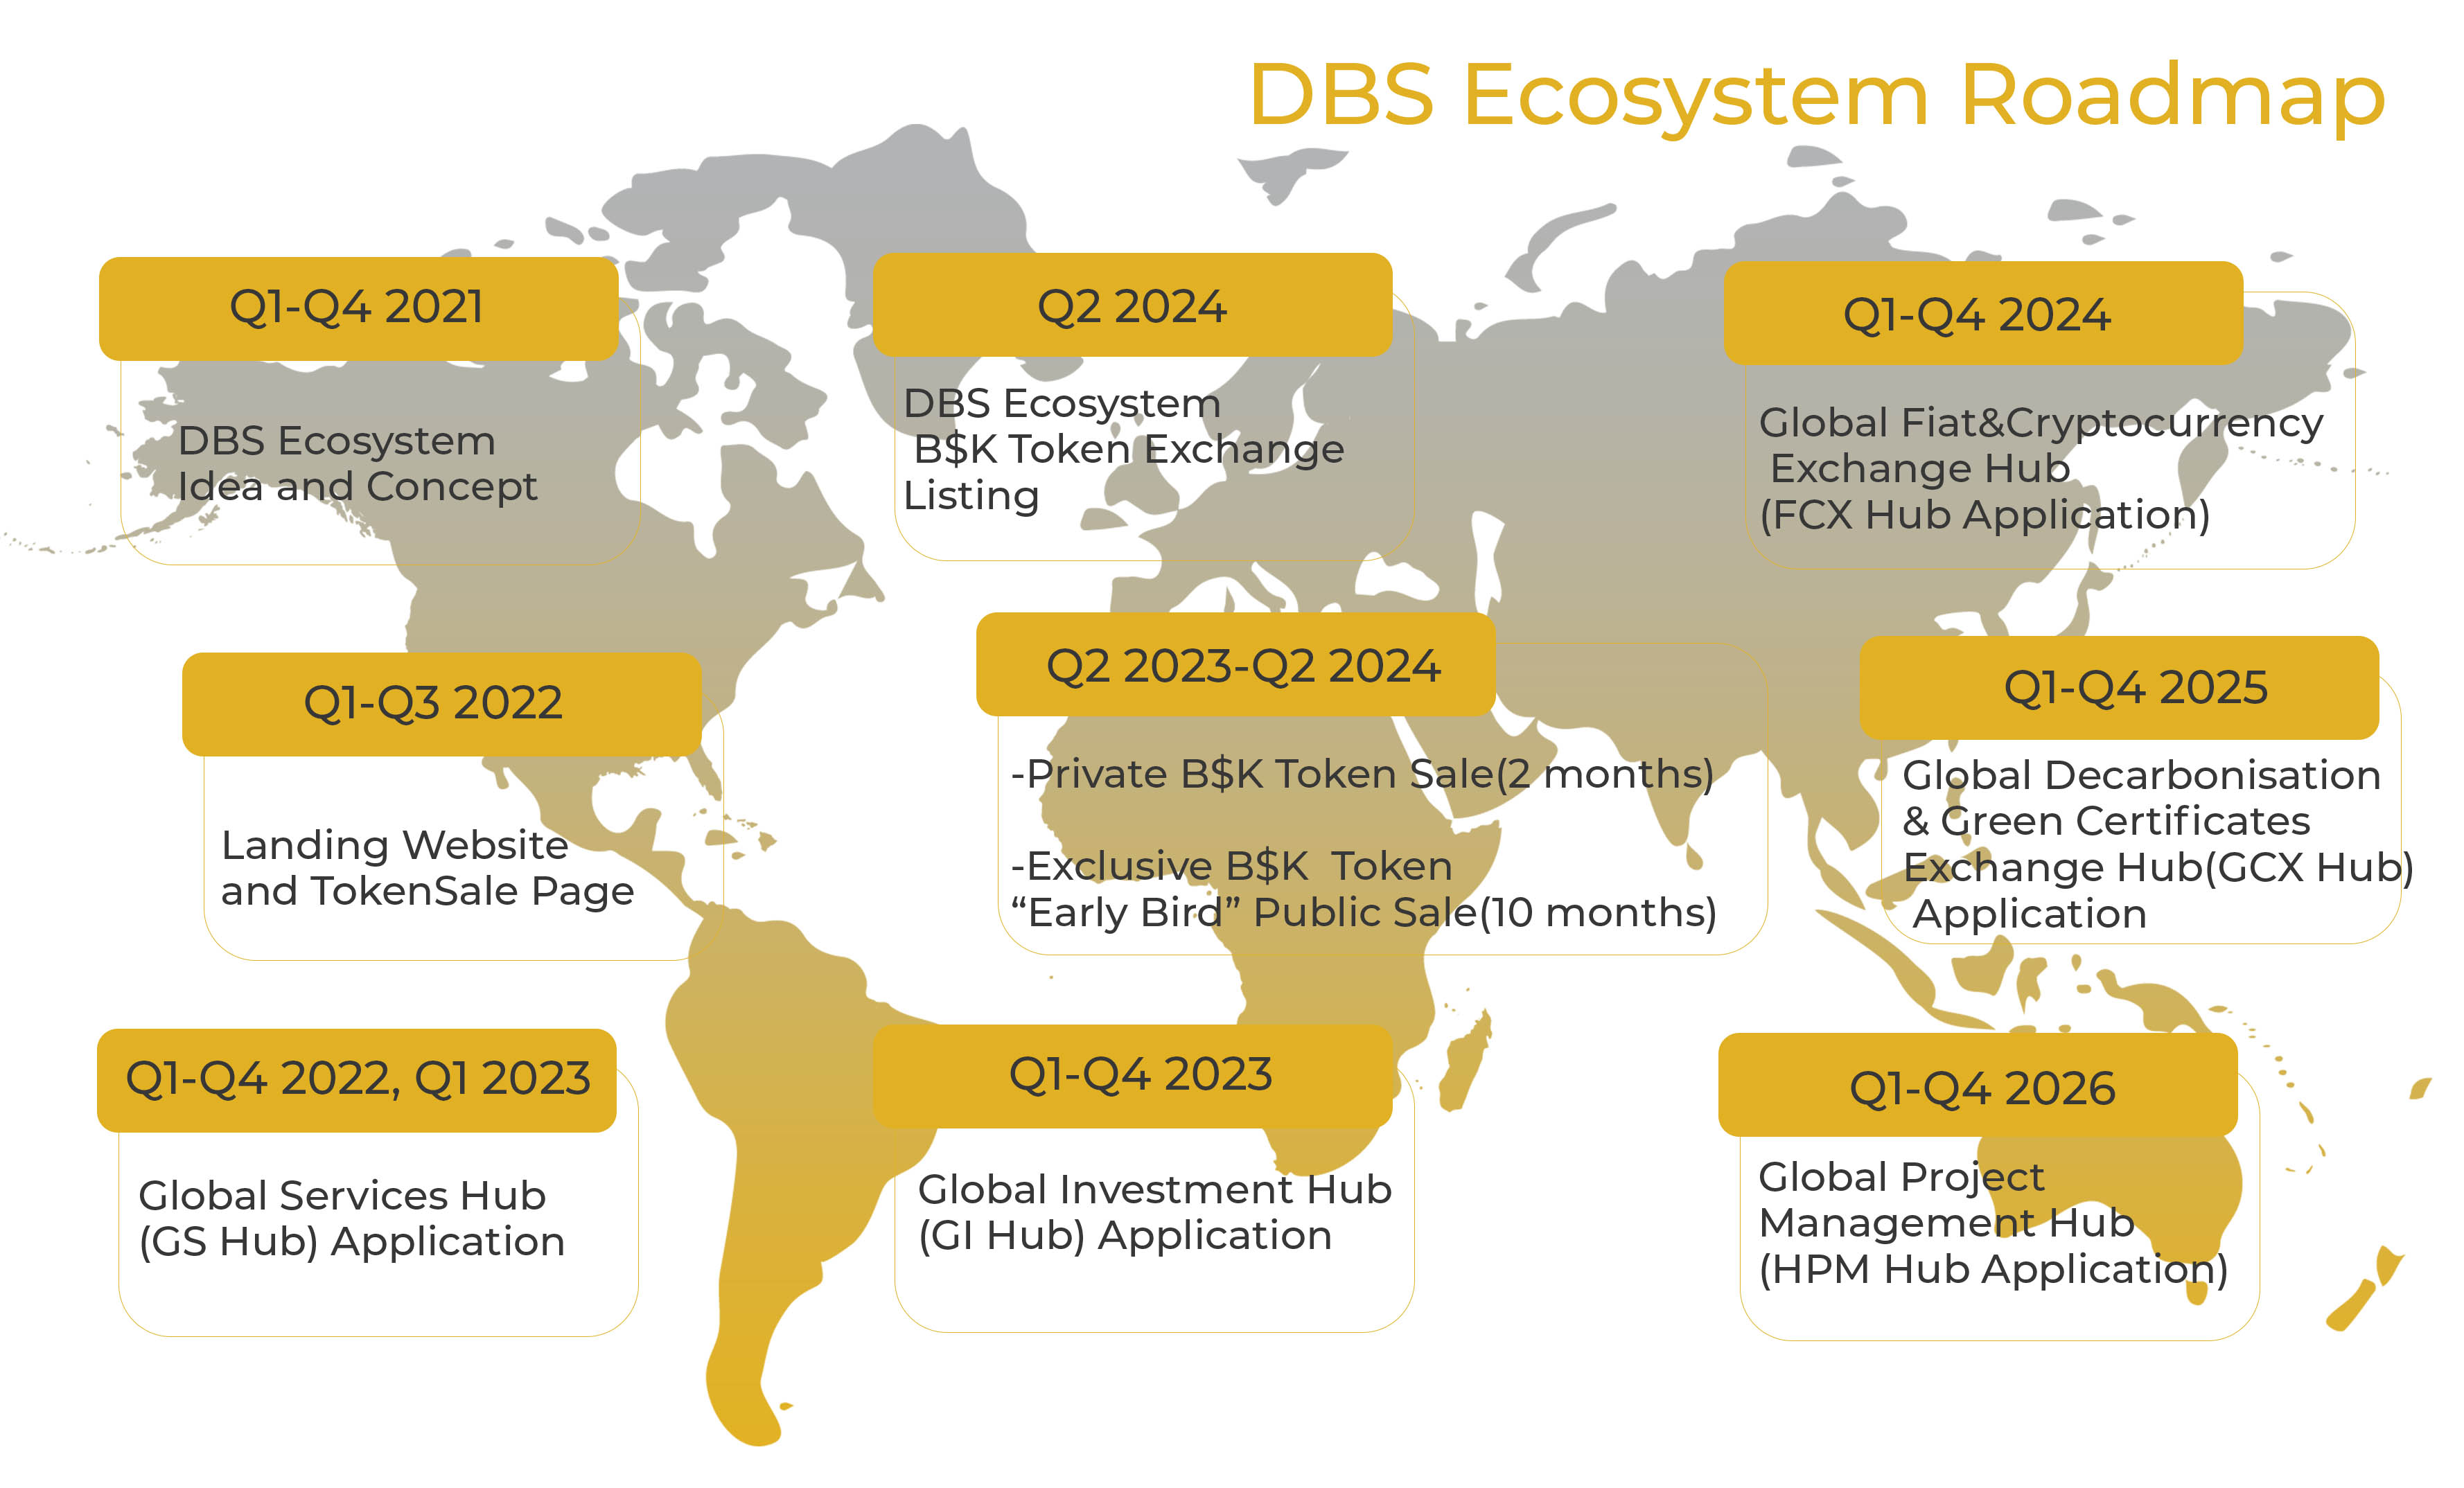 DBS Ecosystem Roadmap
Q1-Q4 2021
DBS Ecosystem
Idea and Concept
Q1-Q3 2022
Landing Website
and TokenSale Page
Q1-Q4 2022, Q1 2023
Global Services Hub
(GS Hub) Application
Q2 2024
DBS Ecosystem
B$K Token Exchange
Listing
Q2 2023-Q2 2024
-Private B$K Token Sale(2 months)
-Exclusive B$K Token
“Early Bird” Public Sale(10 months)
Q1-Q4 2023
Global Investment Hub
(GI Hub) Application
Q1-Q4 2024
Global Fiat&Cryptocurrency
Exchange Hub
(FCX Hub Application)
Q1-Q4 2025
Global Decarbonisation
& Green Certificates
Exchange Hub(GCX Hub)
Application
Q1-Q4 2026
Global Project
Management Hub
(HPM Hub Application)